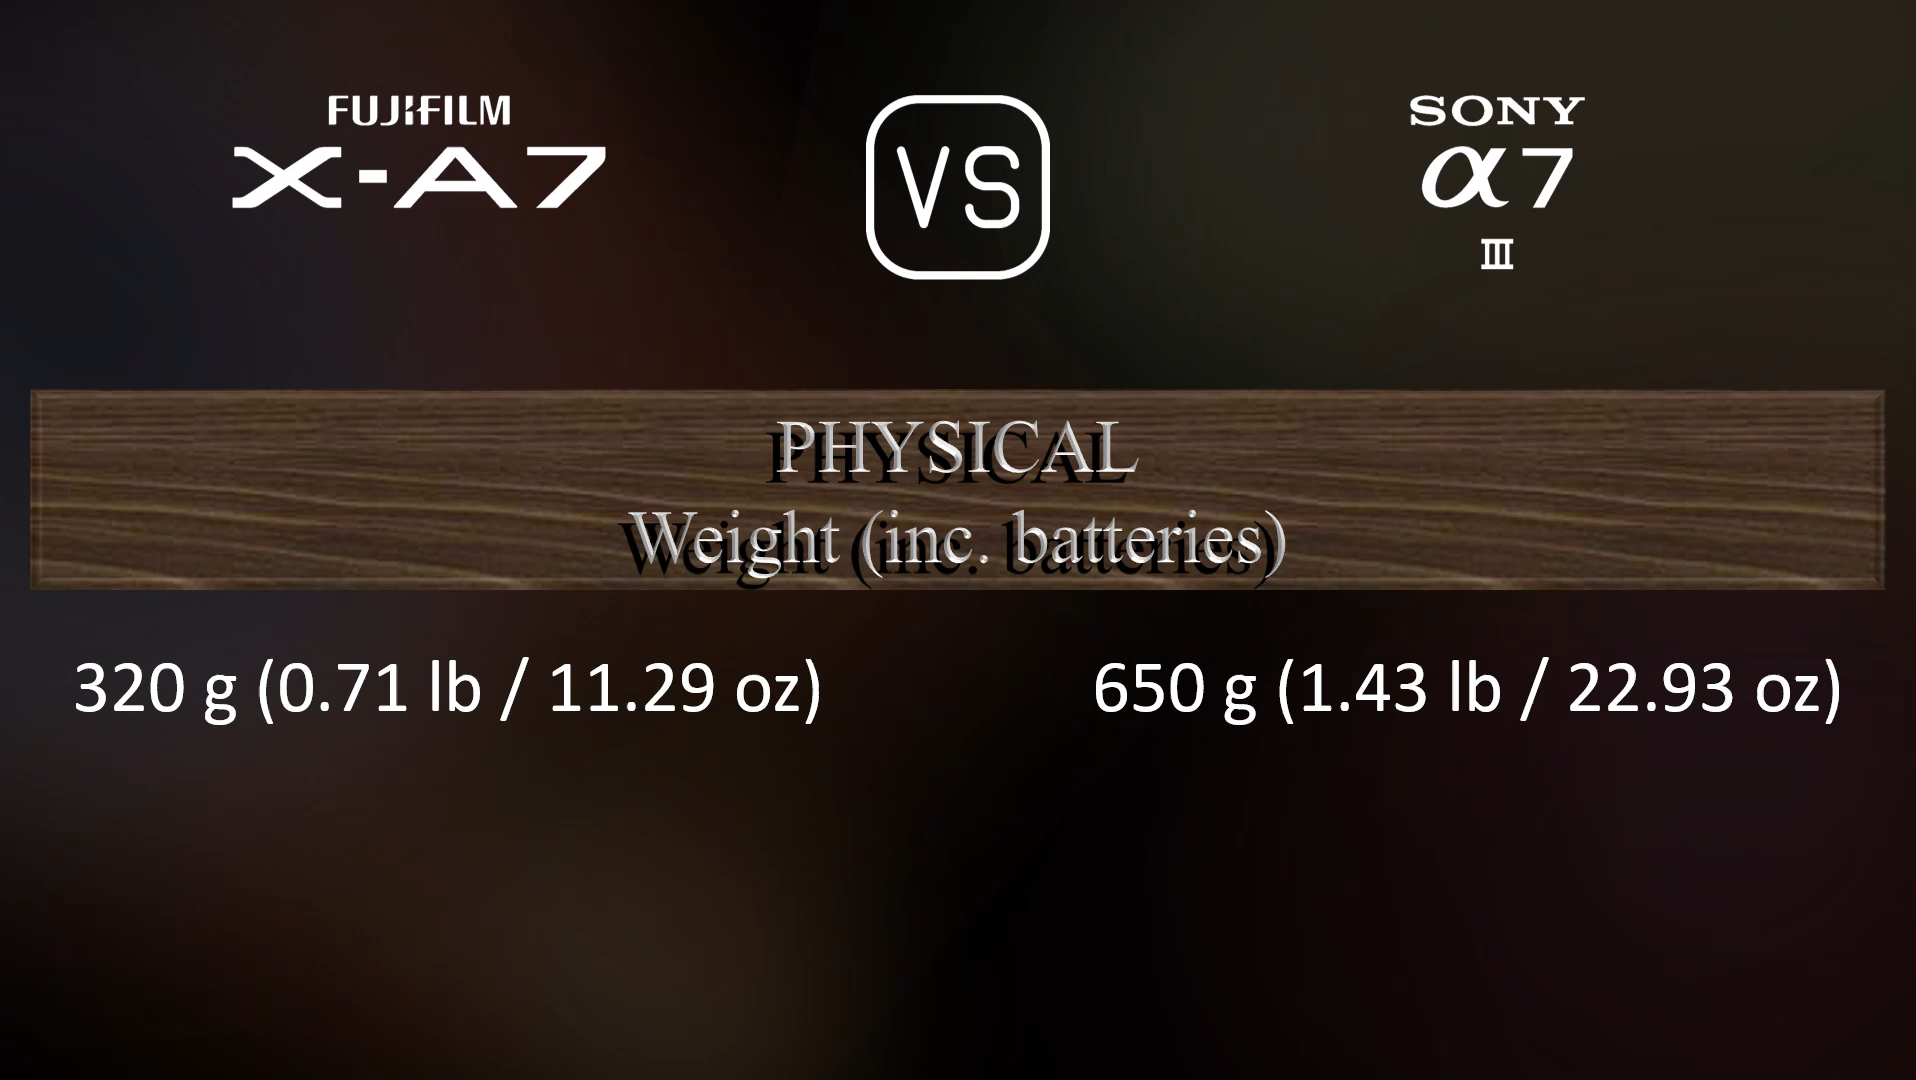 FUJIFILM
X-A7
VS
SONY
α7
III
PHYSICAL
Weight (inc. batteries)
320 g (0.71 lb / 11.29 oz)
650 g (1.43 lb / 22.93 oz)